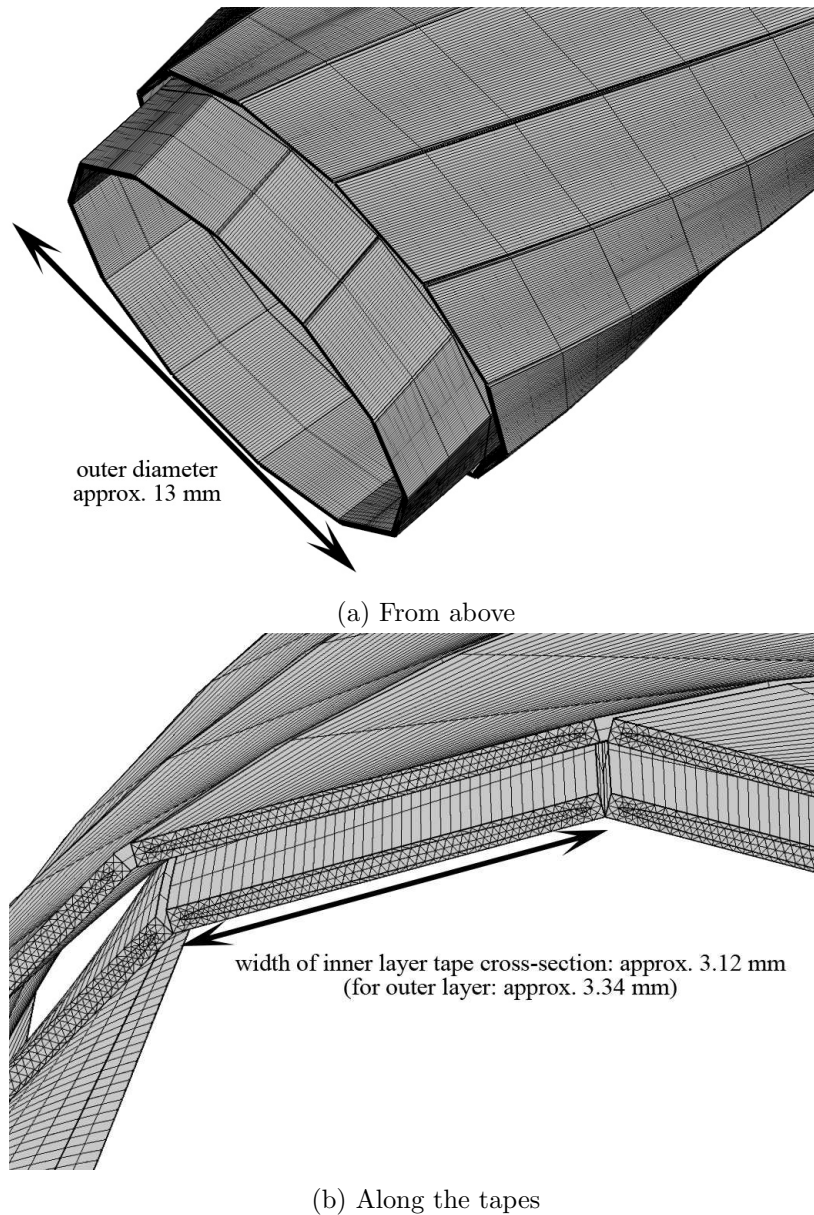 outer diameter
approx. 13 mm
(a) From above
width of inner layer tape cross-section: approx. 3.12 mm
(for outer layer: approx. 3.34 mm)
(b) Along the tapes